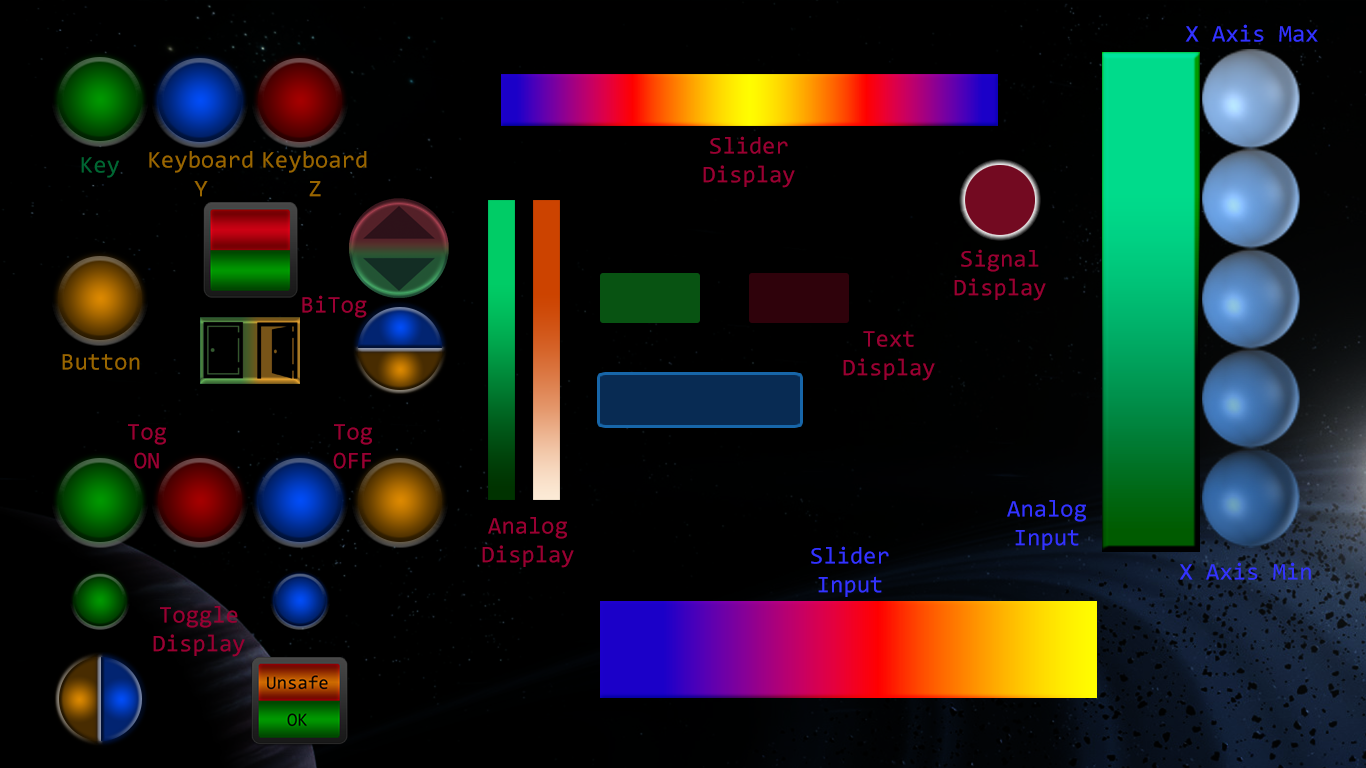 X Axis Max
Key
Keyboard
Y
Keyboard
Z
Slider
Display
BiTog
Button
Signal
Display
Text
Display
Tog
ON
Tog
OFF
Analog
Display
Analog
Input
Slider
Input
X Axis Min
Toggle
Display
Unsafe
OK